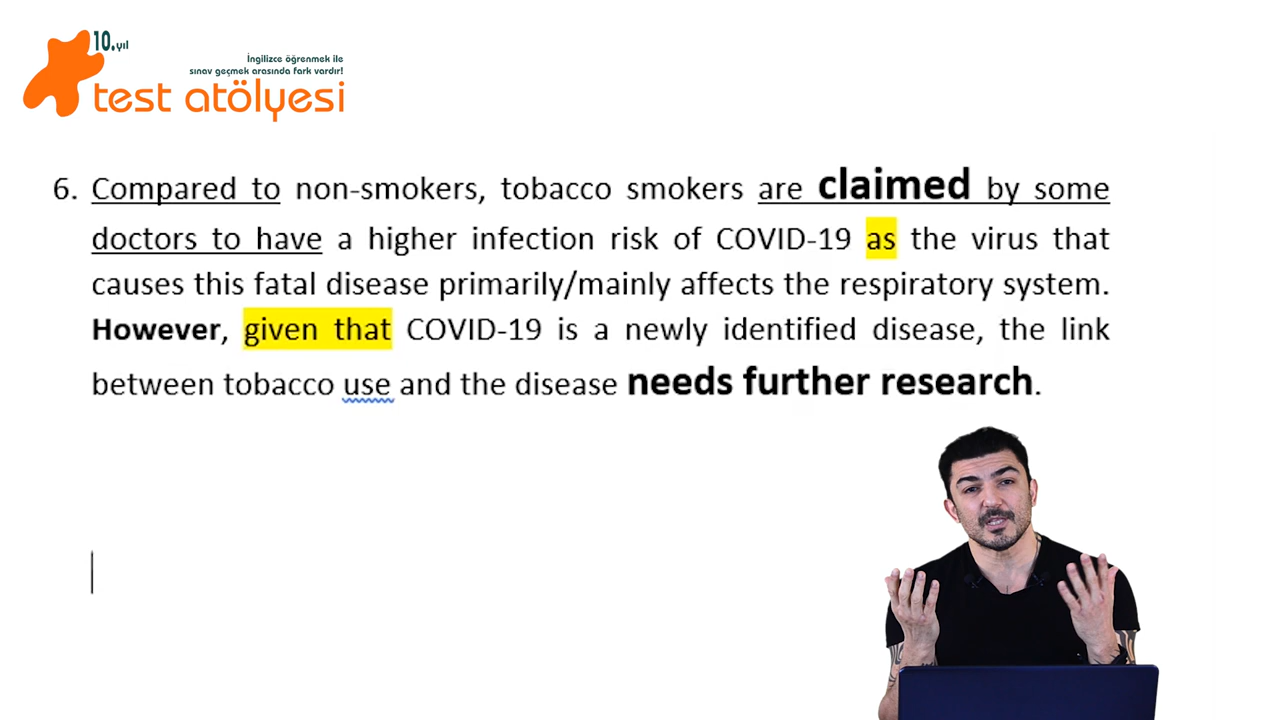 10.yıl
İngilizce öğrenmek ile
sınav geçmek arasında fark vardır!
test atölyesi
6. Compared to non-smokers, tobacco smokers are claimed by some
doctors to have a higher infection risk of COVID-19 as the virus that
causes this fatal disease primarily/mainly affects the respiratory system.
However, given that COVID-19 is a newly identified disease, the link
between tobacco use and the disease needs further research.